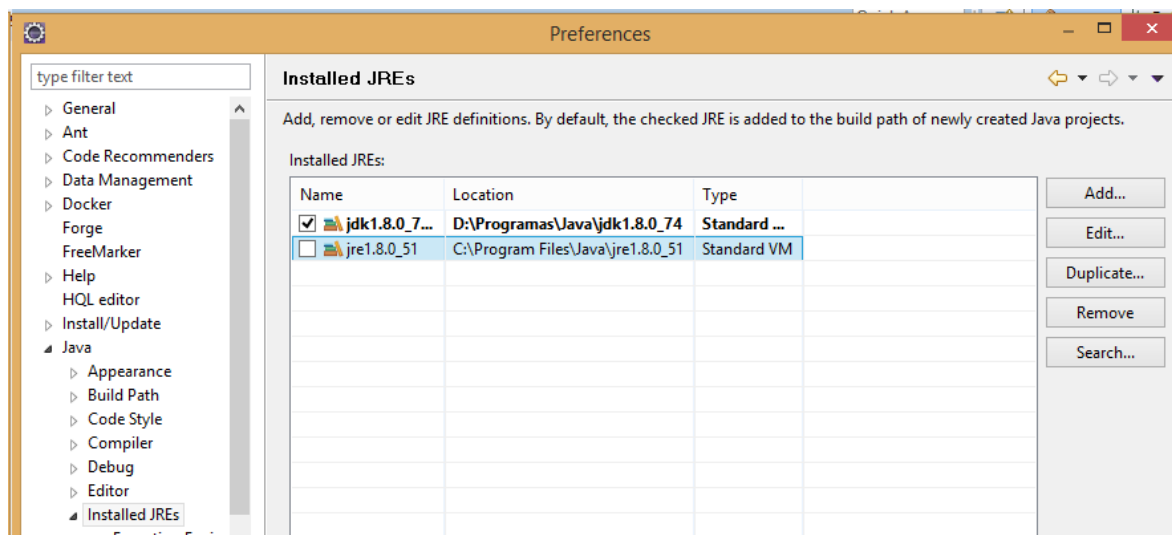 Preferences
type filter text
General
Ant
Code Recommenders
Data Management
Docker
Forge
FreeMarker
Help
HQL editor
Install/Update
Java
Appearance
Build Path
Code Style
Compiler
Debug
Editor
Installed JREs
Installed JREs
Add, remove or edit JRE definitions. By default, the checked JRE is added to the build path of newly created Java projects.
Installed JREs:
Name Location Type
jdk1.8.0_7... D:\Programas\Java\jdk1.8.0_74 Standard ...
jre1.8.0_51 C:\Program Files\Java\jre1.8.0_51 Standard VM
Add...
Edit...
Duplicate...
Remove
Search...